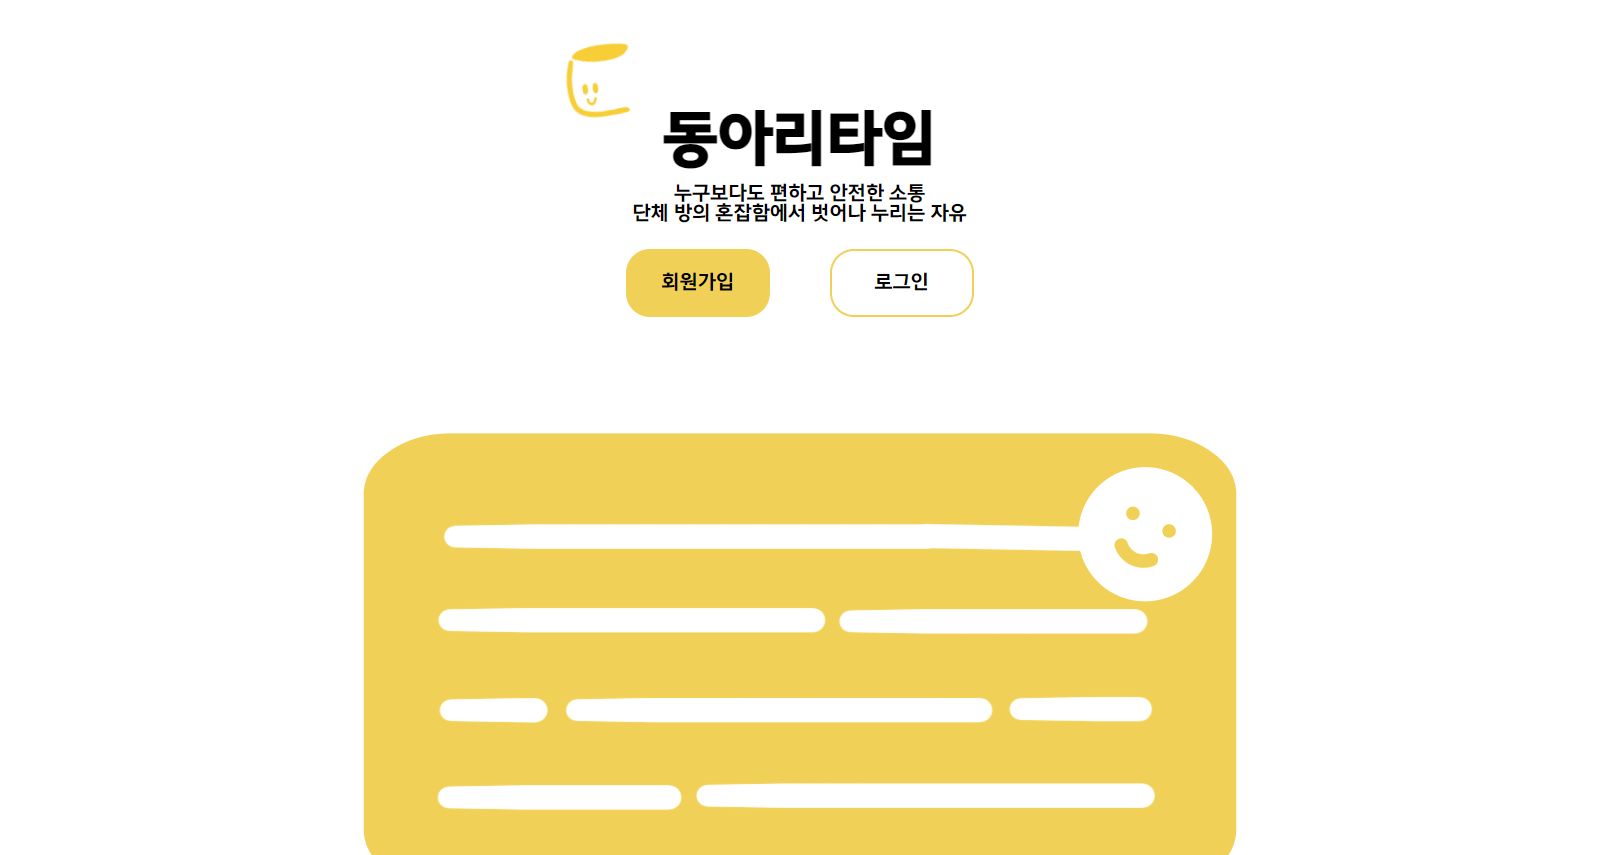 동아리타임
누구보다도 편하고 안전한 소통
단체 방의 혼잡함에서 벗어나 누리는 자유
회원가입
로그인